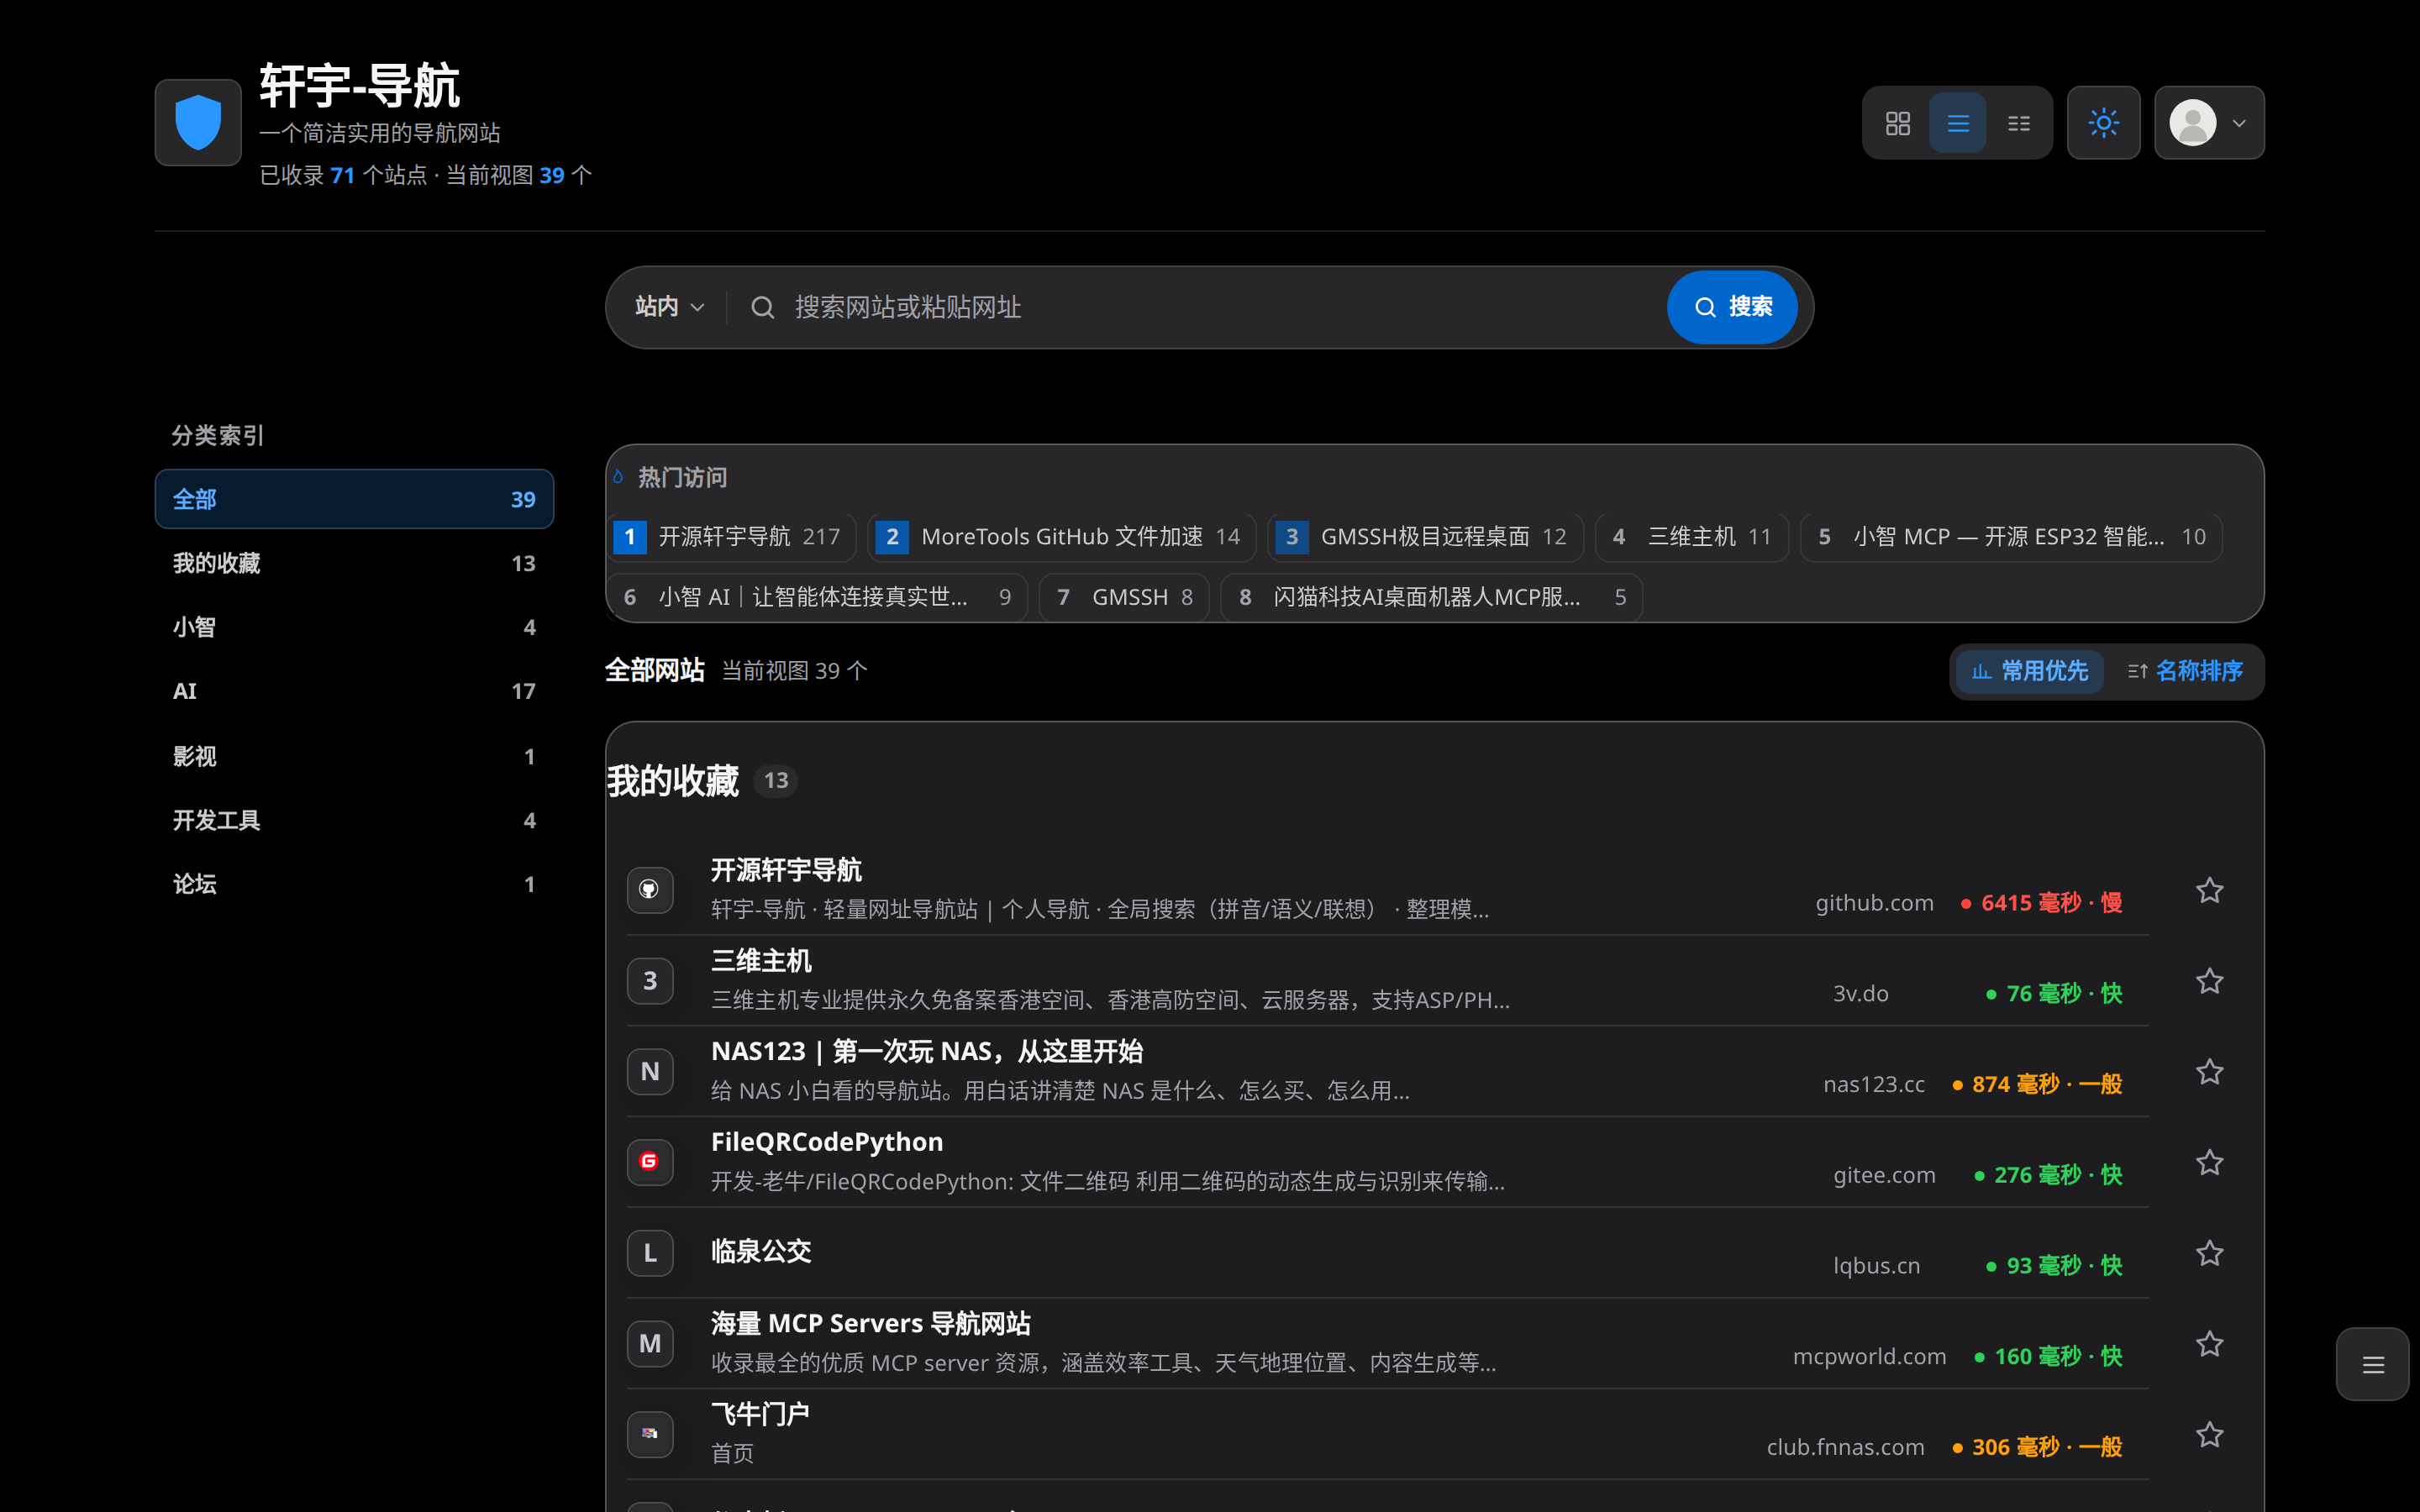 轩宇-导航
一个简洁实用的导航网站
已收录 71 个站点 · 当前视图 39 个
站内 搜索网站或粘贴网址 搜索
分类索引
全部 39
我的收藏 13
小智 4
AI 17
影视 1
开发工具 4
论坛 1
热门访问
1 开源轩宇导航 217 2 MoreTools GitHub 文件加速 14 3 GMSSH极目远程桌面 12 4 三维主机 11 5 小智 MCP — 开源 ESP32 智能... 10
6 小智 AI｜让智能体连接真实世... 9 7 GMSSH 8 8 闪猫科技AI桌面机器人MCP服... 5
全部网站 当前视图 39 个 常用优先 名称排序
我的收藏 13
开源轩宇导航
轩宇-导航 · 轻量网址导航站 | 个人导航 · 全局搜索（拼音/语义/联想） · 整理模...
github.com 6415 毫秒 · 慢
3 三维主机
三维主机专业提供永久免备案香港空间、香港高防空间、云服务器，支持ASP/PH...
3v.do 76 毫秒 · 快
N NAS123 | 第一次玩 NAS，从这里开始
给 NAS 小白看的导航站。用白话讲清楚 NAS 是什么、怎么买、怎么用...
nas123.cc 874 毫秒 · 一般
G FileQRCodePython
开发-老牛/FileQRCodePython: 文件二维码 利用二维码的动态生成与识别来传输...
gitee.com 276 毫秒 · 快
L 临泉公交
lqbus.cn 93 毫秒 · 快
M 海量 MCP Servers 导航网站
收录最全的优质 MCP server 资源，涵盖效率工具、天气地理位置、内容生成等...
mcpworld.com 160 毫秒 · 快
飞牛门户
首页
club.fnnas.com 306 毫秒 · 一般